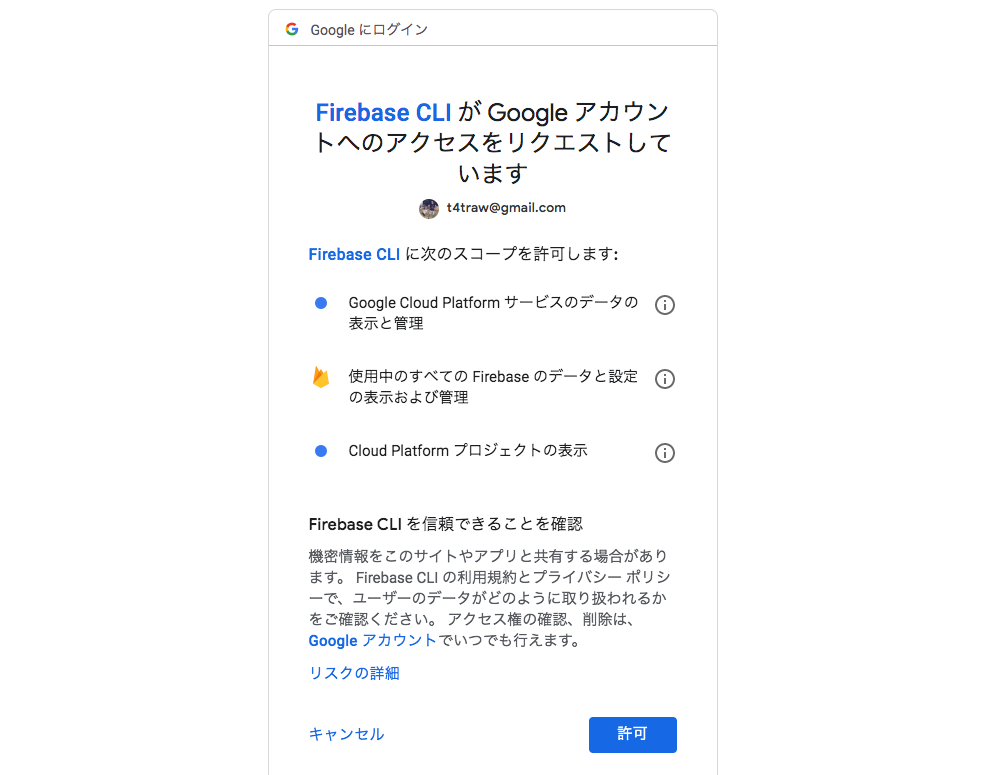 Google にログイン
Firebase CLI が Google アカウン
トへのアクセスをリクエストして
います
t4traw@gmail.com
Firebase CLI に次のスコープを許可します:
Google Cloud Platform サービスのデータの
表示と管理
使用中のすべての Firebase のデータと設定
の表示および管理
Cloud Platform プロジェクトの表示
Firebase CLI を信頼できることを確認
機密情報をこのサイトやアプリと共有する場合があり
ます。 Firebase CLI の利用規約とプライバシー ポリシ
ーで、ユーザーのデータがどのように取り扱われるか
をご確認ください。 アクセス権の確認、削除は、
Google アカウントでいつでも行えます。
リスクの詳細
キャンセル
許可